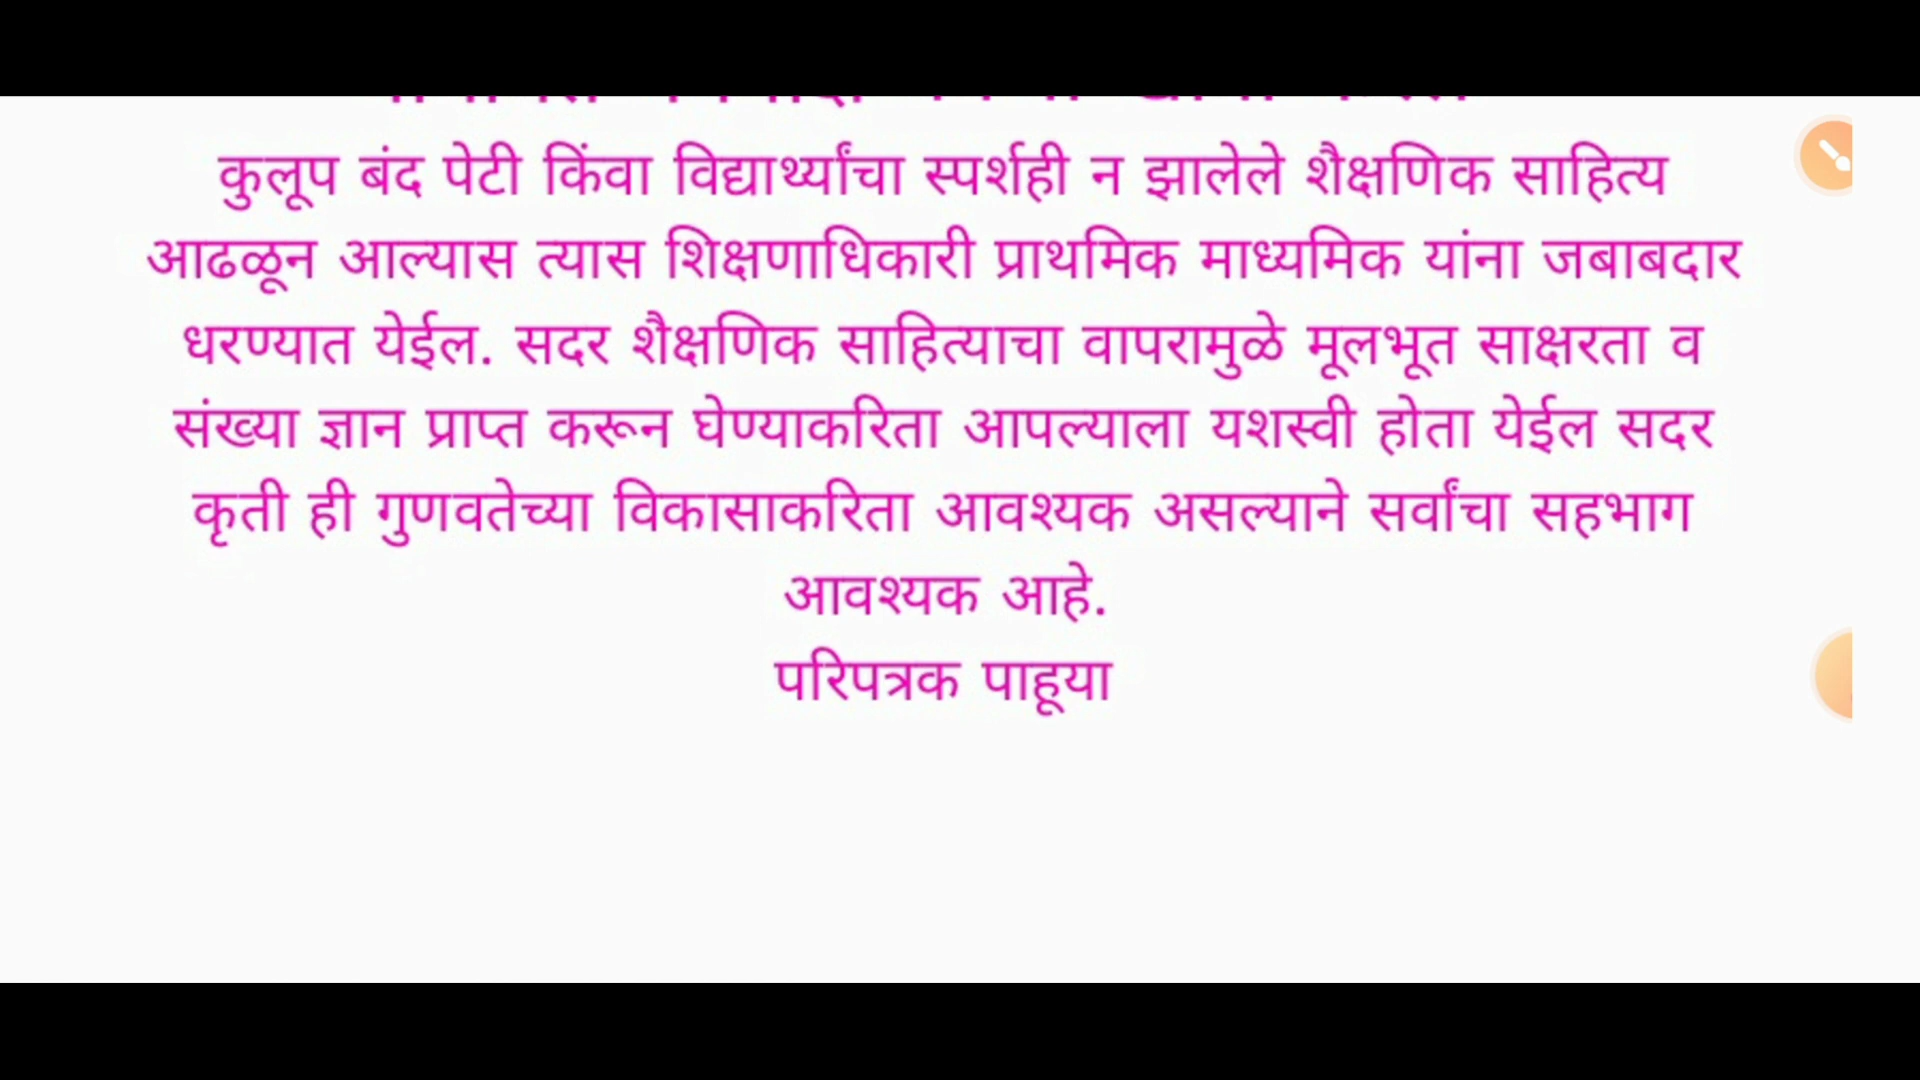 कुलूप बंद पेटी किंवा विद्यार्थ्यांचा स्पर्शही न झालेले शैक्षणिक साहित्य
आढळून आल्यास त्यास शिक्षणाधिकारी प्राथमिक माध्यमिक यांना जबाबदार
धरण्यात येईल. सदर शैक्षणिक साहित्याचा वापरामुळे मूलभूत साक्षरता व
संख्या ज्ञान प्राप्त करून घेण्याकरिता आपल्याला यशस्वी होता येईल सदर
कृती ही गुणवतेच्या विकासाकरिता आवश्यक असल्याने सर्वांचा सहभाग
आवश्यक आहे.
परिपत्रक पाहूया